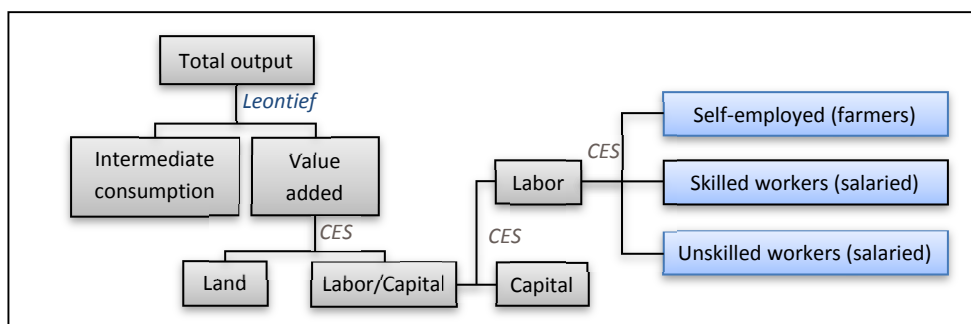 Total output
Leontief
Intermediate
consumption
Value
added
CES
Land
Labor/Capital
CES
Labor
Capital
CES
Self-employed (farmers)
Skilled workers (salaried)
Unskilled workers (salaried)